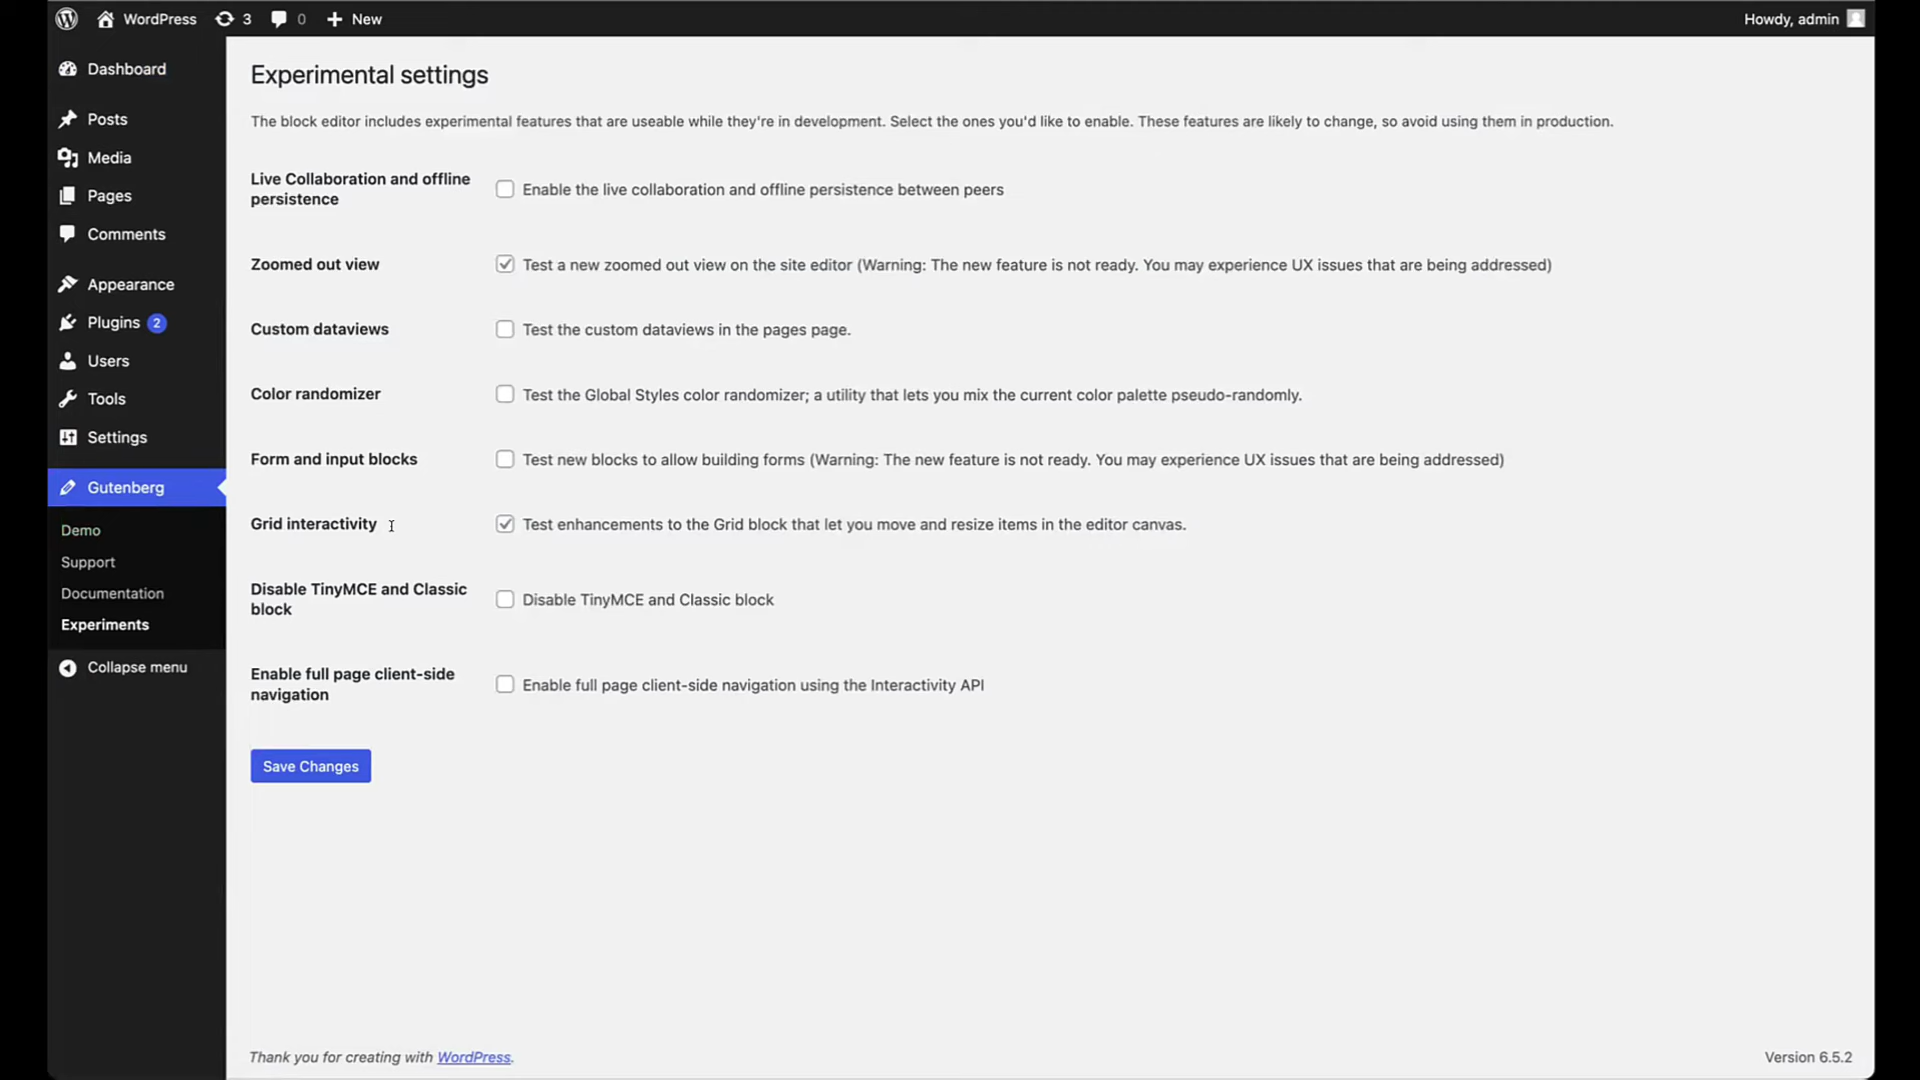 WordPress 3 0 New Howdy, admin
Dashboard
Posts
Media
Pages
Comments
Appearance
Plugins 2
Users
Tools
Settings
Gutenberg
Demo
Support
Documentation
Experiments
Collapse menu
Experimental settings
The block editor includes experimental features that are useable while they're in development. Select the ones you'd like to enable. These features are likely to change, so avoid using them in production.
Live Collaboration and offline
persistence
Enable the live collaboration and offline persistence between peers
Zoomed out view
Test a new zoomed out view on the site editor (Warning: The new feature is not ready. You may experience UX issues that are being addressed)
Custom dataviews
Test the custom dataviews in the pages page.
Color randomizer
Test the Global Styles color randomizer; a utility that lets you mix the current color palette pseudo-randomly.
Form and input blocks
Test new blocks to allow building forms (Warning: The new feature is not ready. You may experience UX issues that are being addressed)
Grid interactivity
Test enhancements to the Grid block that let you move and resize items in the editor canvas.
Disable TinyMCE and Classic
block
Disable TinyMCE and Classic block
Enable full page client-side
navigation
Enable full page client-side navigation using the Interactivity API
Save Changes
Thank you for creating with WordPress.
Version 6.5.2